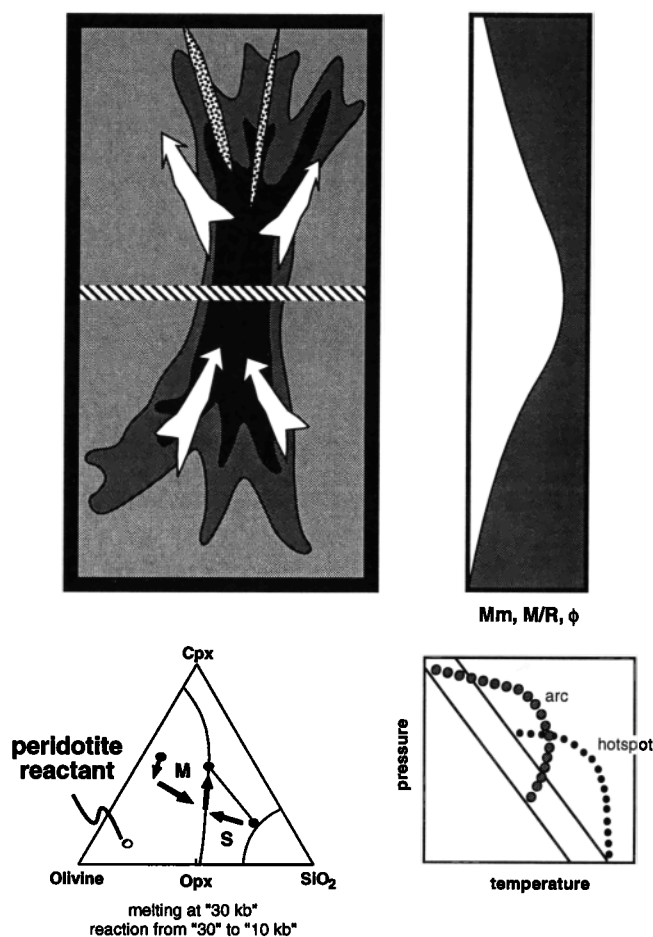 Mm, M/R, ϕ
Cpx
peridotite
reactant
M
S
Olivine
Opx
SiO₂
melting at "30 kb"
reaction from "30" to "10 kb"
pressure
arc
hotspot
temperature